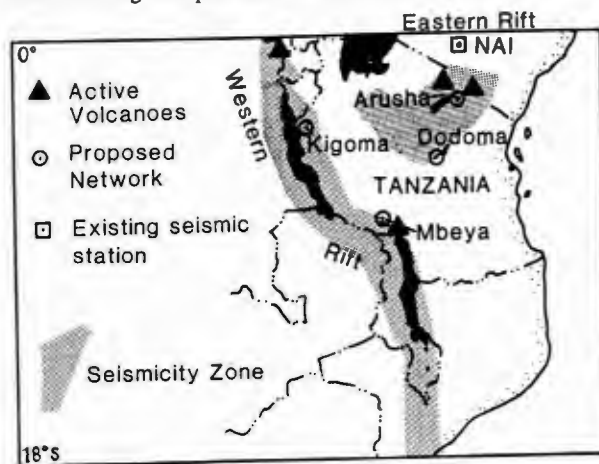 Eastern Rift
NAI
0°
Active
Volcanoes
Western
Arusha
Proposed
Network
Kigoma
Dodoma
TANZANIA
Existing seismic
station
Mbeya
Rift
Seismicity Zone
18°S